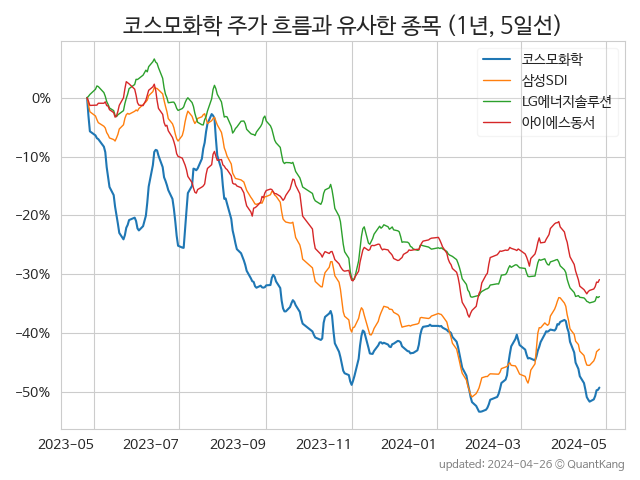 코스모화학 주가 흐름과 유사한 종목 (1년, 5일선)
코스모화학
삼성SDI
LG에너지솔루션
아이에스동서
0%
−10%
−20%
−30%
−40%
−50%
2023-05 2023-07 2023-09 2023-11 2024-01 2024-03 2024-05
updated: 2024-04-26 © QuantKang